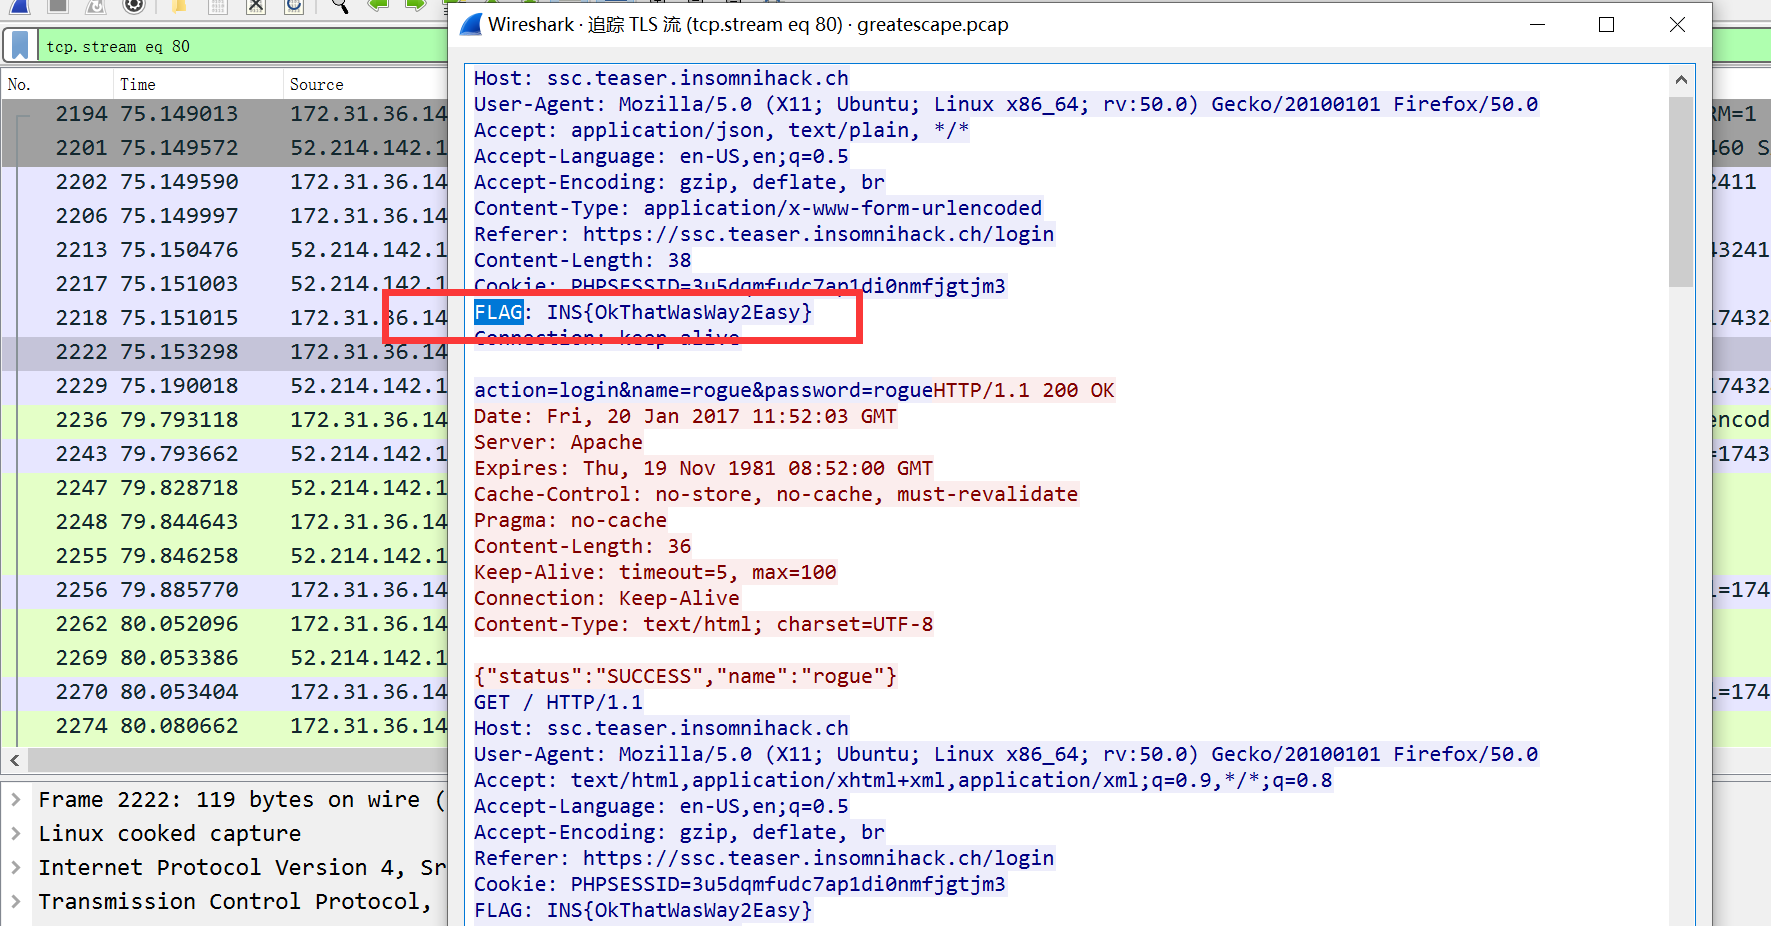 Wireshark · 追踪 TLS 流 (tcp.stream eq 80) · greatescape.pcap
tcp.stream eq 80
No. Time Source
2194 75.149013 172.31.36.14
2201 75.149572 52.214.142.1
2202 75.149590 172.31.36.14
2206 75.149997 172.31.36.14
2213 75.150476 52.214.142.1
2217 75.151003 52.214.142.1
2218 75.151015 172.31.36.14
2222 75.153298 172.31.36.14
2229 75.190018 52.214.142.1
2236 79.793118 172.31.36.14
2243 79.793662 52.214.142.1
2247 79.828718 52.214.142.1
2248 79.844643 172.31.36.14
2255 79.846258 52.214.142.1
2256 79.885770 172.31.36.14
2262 80.052096 172.31.36.14
2269 80.053386 52.214.142.1
2270 80.053404 172.31.36.14
2274 80.080662 172.31.36.14
Frame 2222: 119 bytes on wire (
Linux cooked capture
Internet Protocol Version 4, Sr
Transmission Control Protocol,
Host: ssc.teaser.insomnihack.ch
User-Agent: Mozilla/5.0 (X11; Ubuntu; Linux x86_64; rv:50.0) Gecko/20100101 Firefox/50.0
Accept: application/json, text/plain, */*
Accept-Language: en-US,en;q=0.5
Accept-Encoding: gzip, deflate, br
Content-Type: application/x-www-form-urlencoded
Referer: https://ssc.teaser.insomnihack.ch/login
Content-Length: 38
Cookie: PHPSESSID=3u5dqmfudc7ap1di0nmfjgtjm3
FLAG: INS{OkThatWasWay2Easy}
Connection: keep-alive
action=login&name=rogue&password=rogueHTTP/1.1 200 OK
Date: Fri, 20 Jan 2017 11:52:03 GMT
Server: Apache
Expires: Thu, 19 Nov 1981 08:52:00 GMT
Cache-Control: no-store, no-cache, must-revalidate
Pragma: no-cache
Content-Length: 36
Keep-Alive: timeout=5, max=100
Connection: Keep-Alive
Content-Type: text/html; charset=UTF-8
{"status":"SUCCESS","name":"rogue"}
GET / HTTP/1.1
Host: ssc.teaser.insomnihack.ch
User-Agent: Mozilla/5.0 (X11; Ubuntu; Linux x86_64; rv:50.0) Gecko/20100101 Firefox/50.0
Accept: text/html,application/xhtml+xml,application/xml;q=0.9,*/*;q=0.8
Accept-Language: en-US,en;q=0.5
Accept-Encoding: gzip, deflate, br
Referer: https://ssc.teaser.insomnihack.ch/login
Cookie: PHPSESSID=3u5dqmfudc7ap1di0nmfjgtjm3
FLAG: INS{OkThatWasWay2Easy}
RM=1
460 S
2411
43241
17432
17432
encod
=1743
l=174
l=174